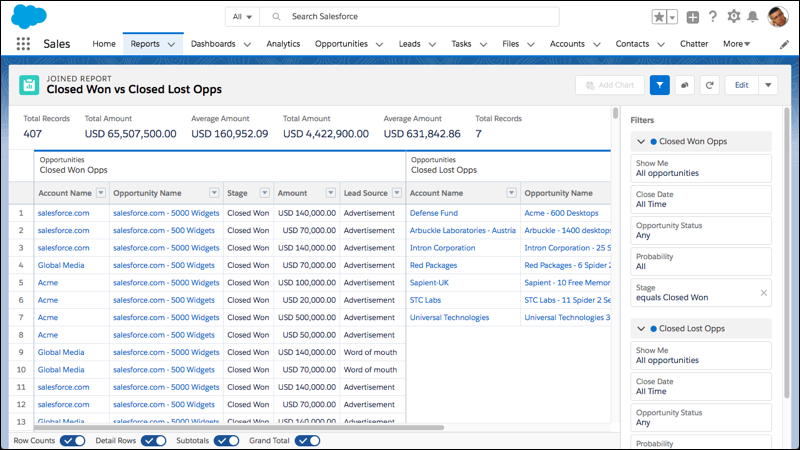 All
Search Salesforce
Sales
Home
Reports
Dashboards
Analytics
Opportunities
Leads
Tasks
Files
Accounts
Contacts
Chatter
More
JOINED REPORT
Closed Won vs Closed Lost Opps
Add Chart
Edit
Total Records Total Amount Average Amount Total Amount Average Amount Total Records
407 USD 65,507,500.00 USD 160,952.09 USD 4,422,900.00 USD 631,842.86 7
Opportunities Opportunities
Closed Won Opps Closed Lost Opps
Account Name Opportunity Name Stage Amount Lead Source Account Name Opportunity Name
1 salesforce.com salesforce.com - 5000 Widgets Closed Won USD 140,000.00 Advertisement Defense Fund Acme - 600 Desktops
2 salesforce.com salesforce.com - 500 Widgets Closed Won USD 70,000.00 Advertisement Arbuckle Laboratories - Austria Arbuckle - 1400 desktops
3 salesforce.com salesforce.com - 5000 Widgets Closed Won USD 140,000.00 Advertisement Intron Corporation Intron Corporation - 25 S
4 Global Media salesforce.com - 500 Widgets Closed Won USD 70,000.00 Advertisement Red Packages Red Packages - 6 Spider 2
5 Acme salesforce.com - 500 Widgets Closed Won USD 100,000.00 Advertisement Sapient-UK Sapient - 10 Free Memor
6 Acme salesforce.com - 500 Widgets Closed Won USD 20,000.00 Advertisement STC Labs STC Labs - 11 Spider 2 Se
7 Acme salesforce.com - 500 Widgets Closed Won USD 500,000.00 Advertisement Universal Technologies Universal Technologies 3
8 Acme salesforce.com - 500 Widgets Closed Won USD 50,000.00 Advertisement
9 Global Media salesforce.com - 5000 Widgets Closed Won USD 140,000.00 Word of mouth
10 Global Media salesforce.com - 500 Widgets Closed Won USD 70,000.00 Word of mouth
11 salesforce.com salesforce.com - 5000 Widgets Closed Won USD 140,000.00 Advertisement
12 salesforce.com salesforce.com - 500 Widgets Closed Won USD 70,000.00 Advertisement
13 Global Media salesforce.com - 5000 Widgets Closed Won USD 140,000.00 Advertisement
Row Counts
Detail Rows
Subtotals
Grand Total
Filters
Closed Won Opps
Show Me
All opportunities
Close Date
All Time
Opportunity Status
Any
Probability
All
Stage
equals Closed Won
Closed Lost Opps
Show Me
All opportunities
Close Date
All Time
Opportunity Status
Any
Probability